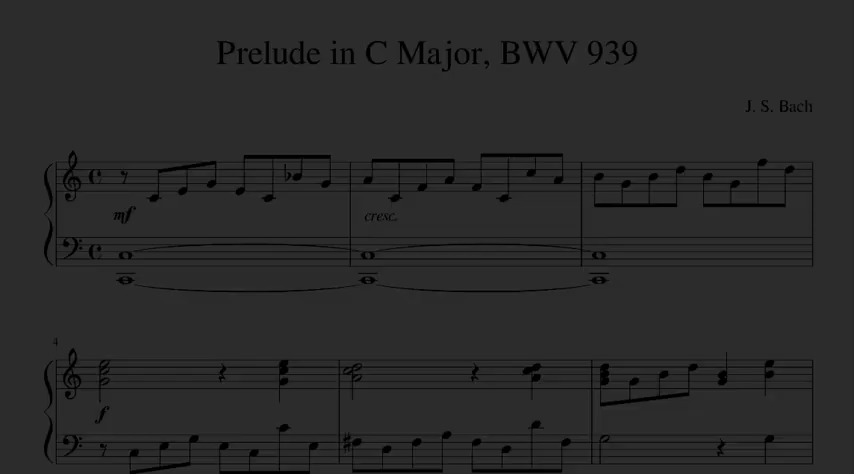 Prelude in C Major, BWV 939
J. S. Bach
mf
cresc.
4
f